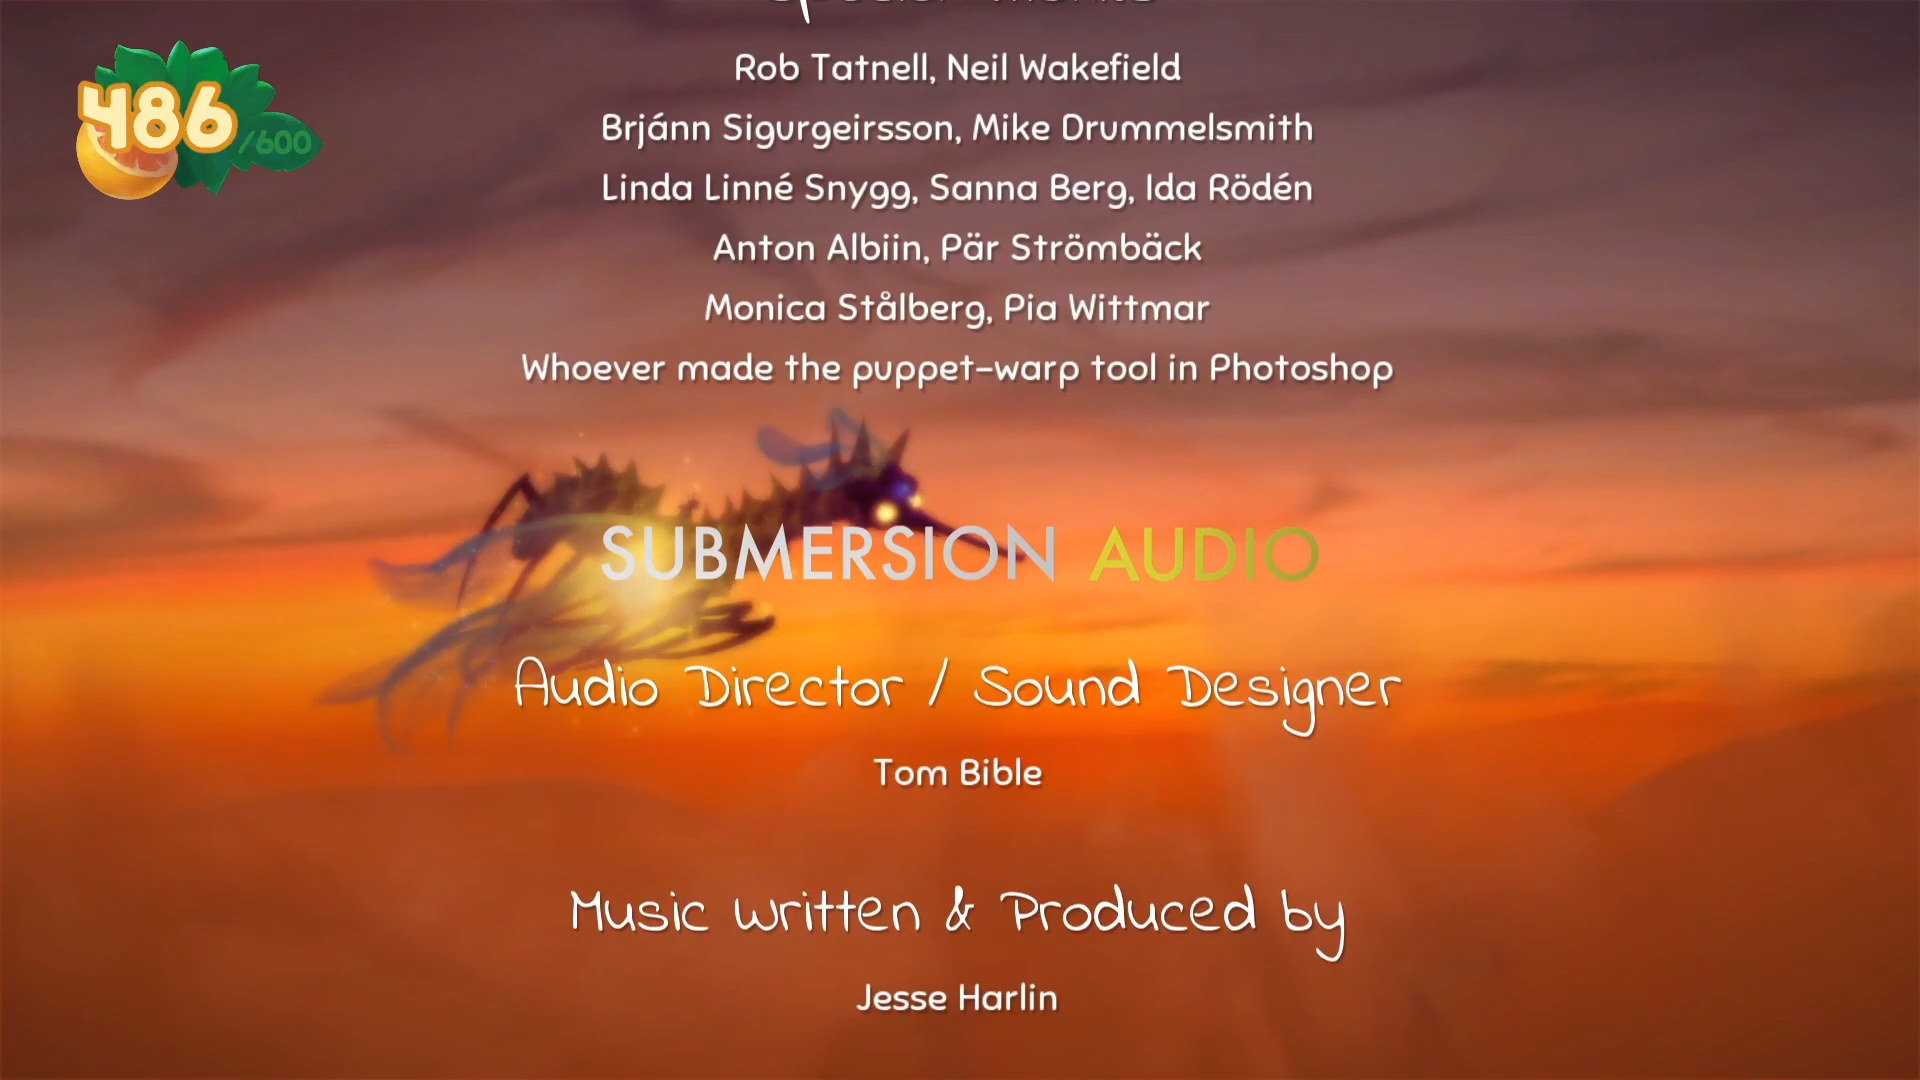 486/600
Rob Tatnell, Neil Wakefield
Brjánn Sigurgeirsson, Mike Drummelsmith
Linda Linné Snygg, Sanna Berg, Ida Rödén
Anton Albiin, Pär Strömbäck
Monica Stålberg, Pia Wittmar
Whoever made the puppet-warp tool in Photoshop
SUBMERSION AUDIO
Audio Director / Sound Designer
Tom Bible
Music written & Produced by
Jesse Harlin